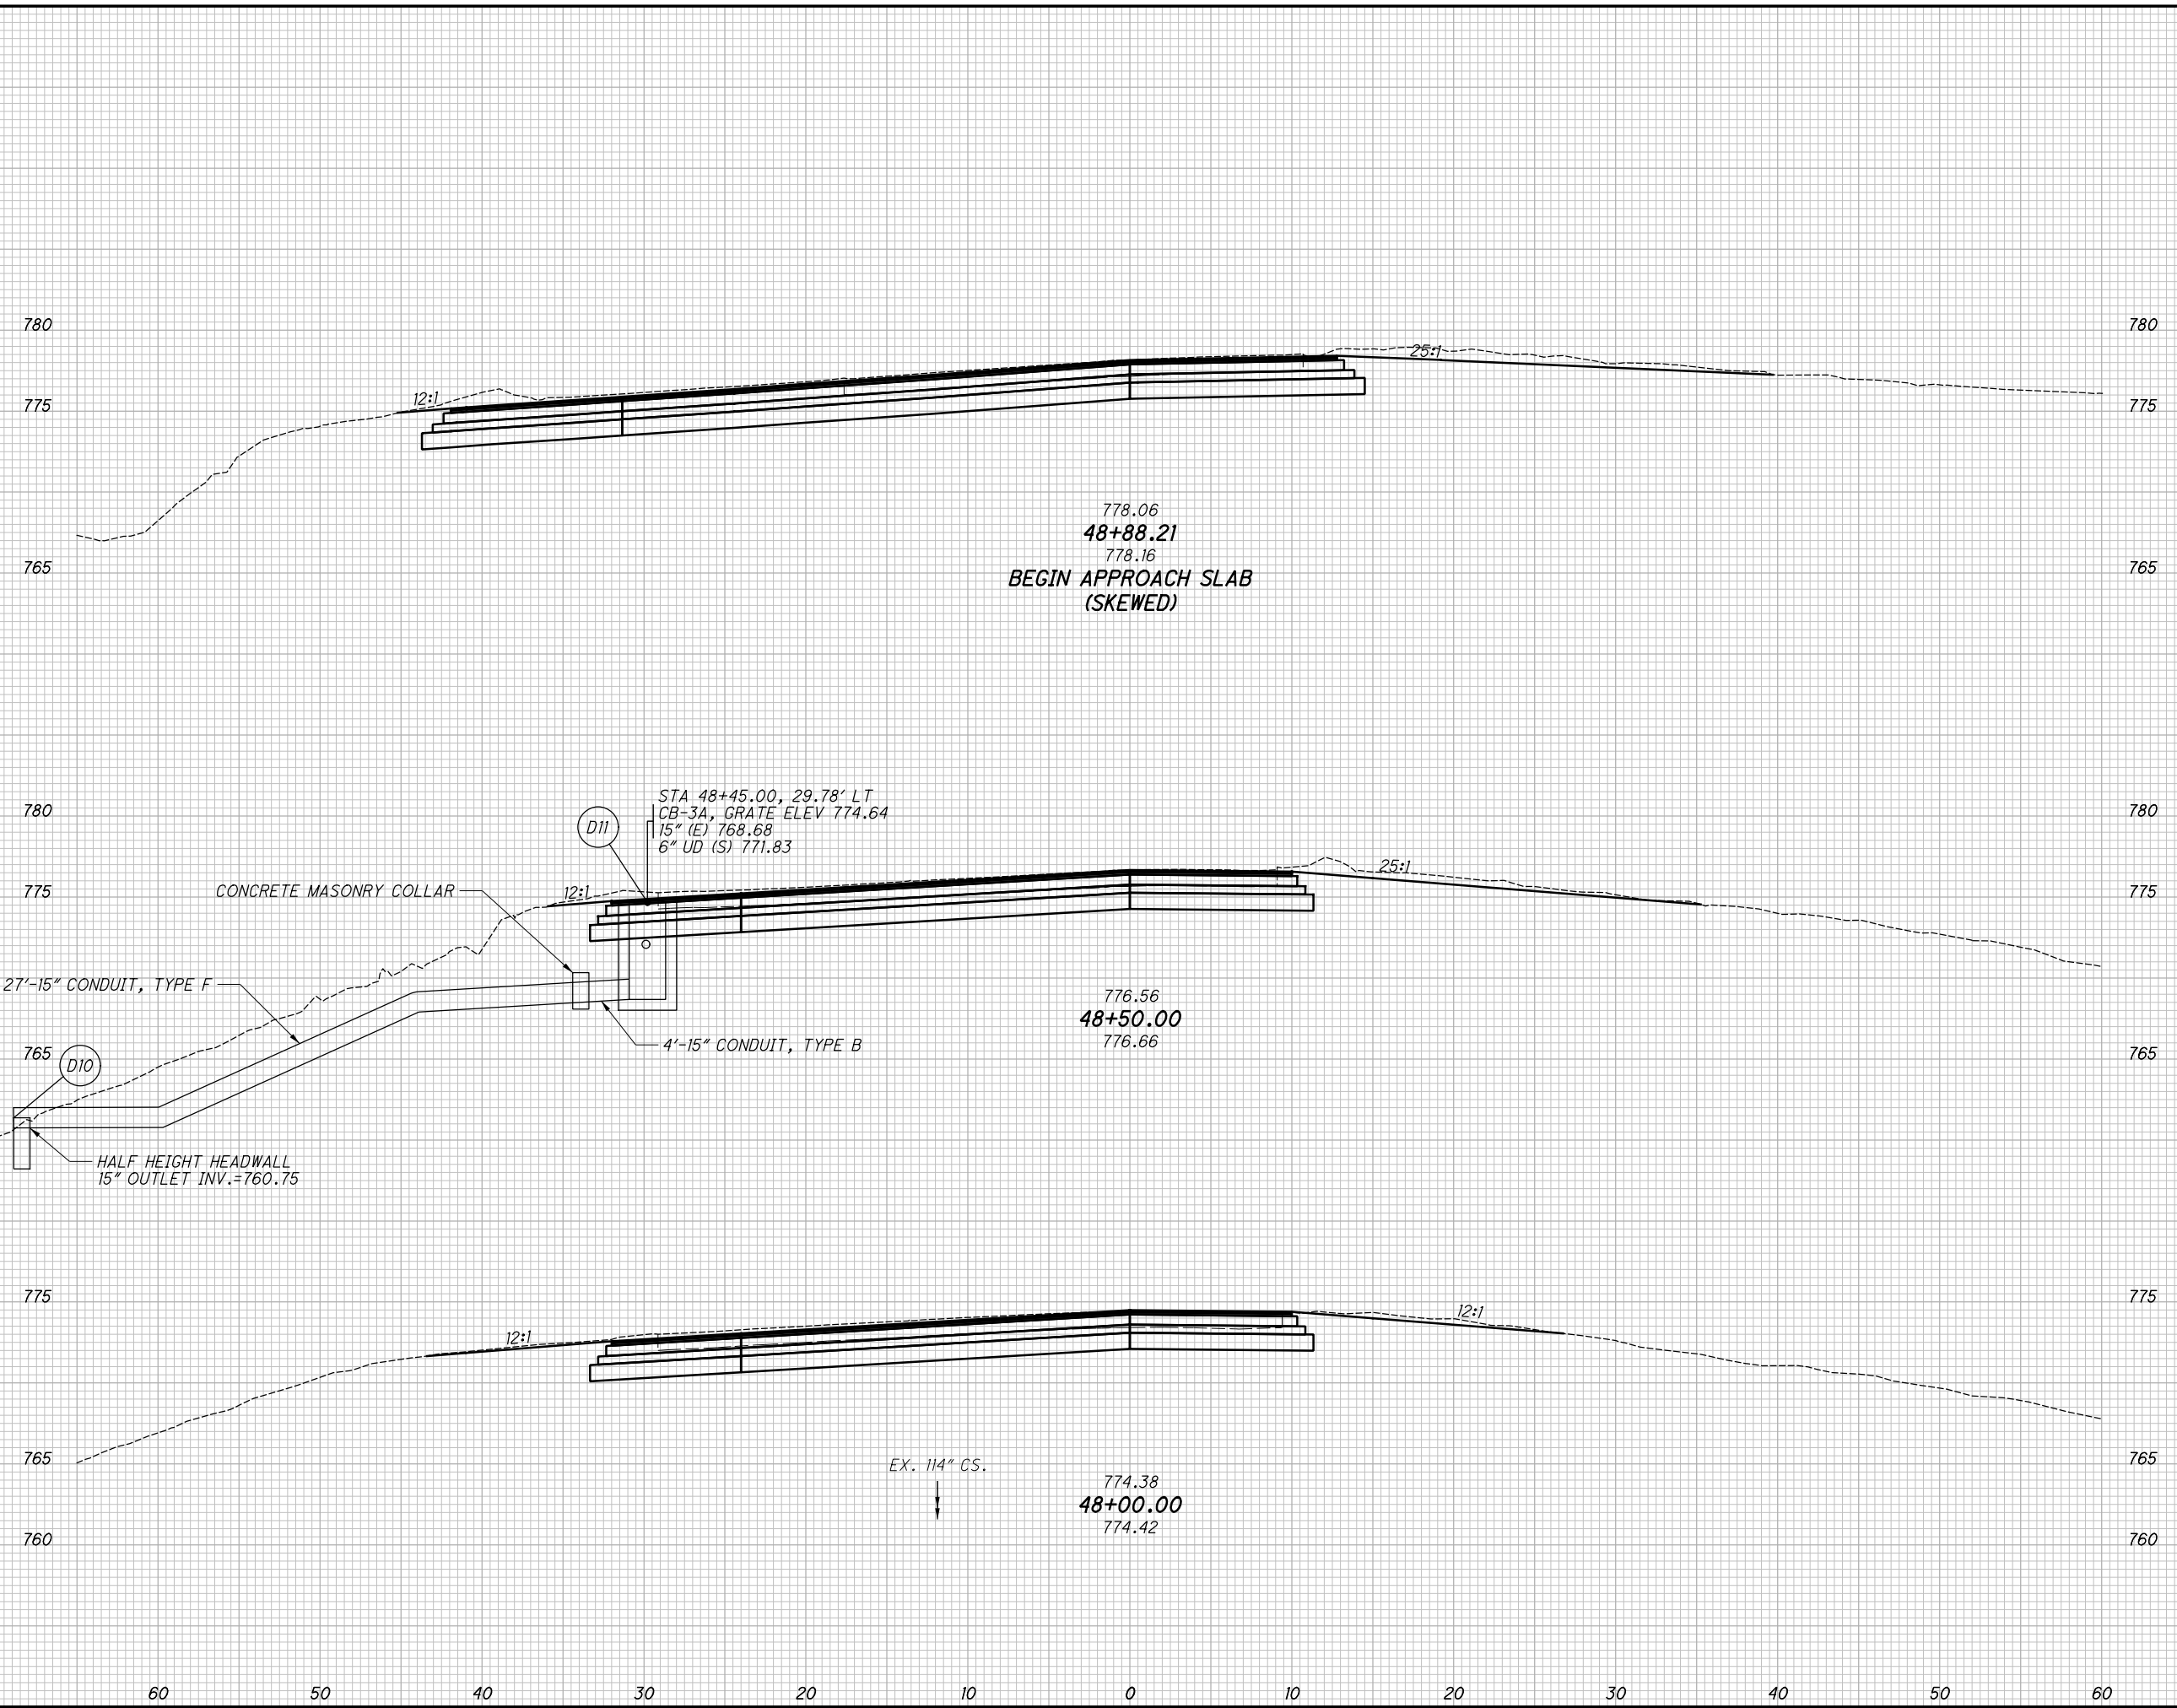 780
780
25:1
12:1
775
775
778.06
48+88.21
778.16
765
765
BEGIN APPROACH SLAB
(SKEWED)
STA 48+45.00, 29.78' LT
780
780
CB-3A, GRATE ELEV 774.64
D11
15" (E) 768.68
6" UD (S) 771.83
25:1
CONCRETE MASONRY COLLAR
12:1
775
775
27'-15" CONDUIT, TYPE F
776.56
48+50.00
776.66
4'-15" CONDUIT, TYPE B
765
765
D10
HALF HEIGHT HEADWALL
15" OUTLET INV.=760.75
775
775
12:1
12:1
765
765
EX. 114" CS.
774.38
48+00.00
774.42
760
760
60 50 40 30 20 10 0 10 20 30 40 50 60